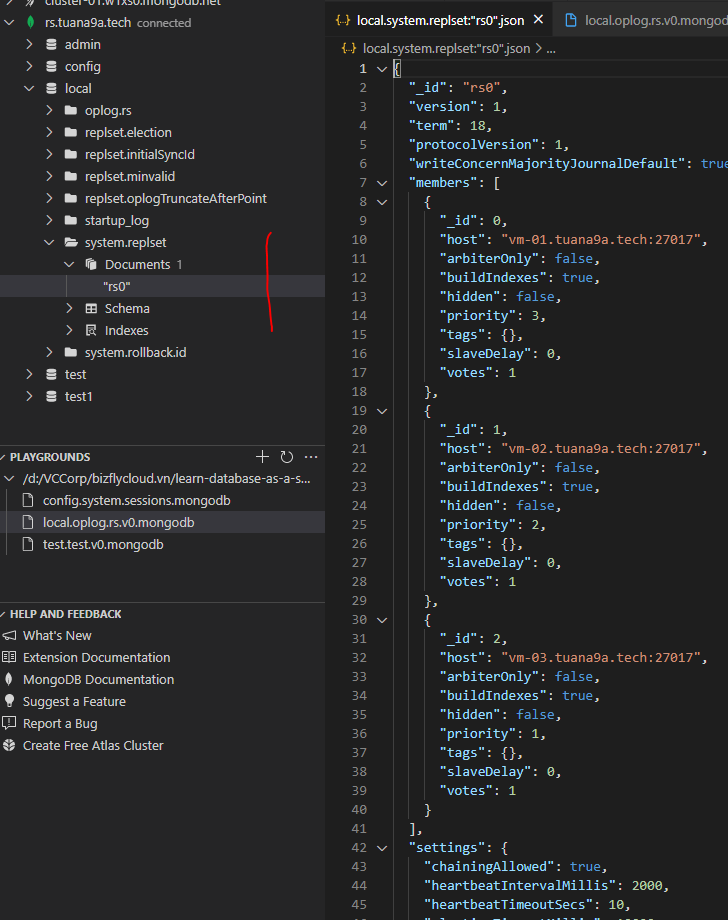 cluster-01.w1xs0.mongodb.net
rs.tuana9a.tech connected
admin
config
local
oplog.rs
replset.election
replset.initialSyncId
replset.minvalid
replset.oplogTruncateAfterPoint
startup_log
system.replset
Documents 1
"rs0"
Schema
Indexes
system.rollback.id
test
test1
PLAYGROUNDS
/d:/VCCorp/bizflycloud.vn/learn-database-as-a-s...
config.system.sessions.mongodb
local.oplog.rs.v0.mongodb
test.test.v0.mongodb
HELP AND FEEDBACK
What's New
Extension Documentation
MongoDB Documentation
Suggest a Feature
Report a Bug
Create Free Atlas Cluster
{··} local.system.replset:"rs0".json × local.oplog.rs.v0.mongod
{··} local.system.replset:"rs0".json > ...
1 {
2 "_id": "rs0",
3 "version": 1,
4 "term": 18,
5 "protocolVersion": 1,
6 "writeConcernMajorityJournalDefault": true
7 "members": [
8 {
9 "_id": 0,
10 "host": "vm-01.tuana9a.tech:27017",
11 "arbiterOnly": false,
12 "buildIndexes": true,
13 "hidden": false,
14 "priority": 3,
15 "tags": {},
16 "slaveDelay": 0,
17 "votes": 1
18 },
19 {
20 "_id": 1,
21 "host": "vm-02.tuana9a.tech:27017",
22 "arbiterOnly": false,
23 "buildIndexes": true,
24 "hidden": false,
25 "priority": 2,
26 "tags": {},
27 "slaveDelay": 0,
28 "votes": 1
29 },
30 {
31 "_id": 2,
32 "host": "vm-03.tuana9a.tech:27017",
33 "arbiterOnly": false,
34 "buildIndexes": true,
35 "hidden": false,
36 "priority": 1,
37 "tags": {},
38 "slaveDelay": 0,
39 "votes": 1
40 }
41 ],
42 "settings": {
43 "chainingAllowed": true,
44 "heartbeatIntervalMillis": 2000,
45 "heartbeatTimeoutSecs": 10,